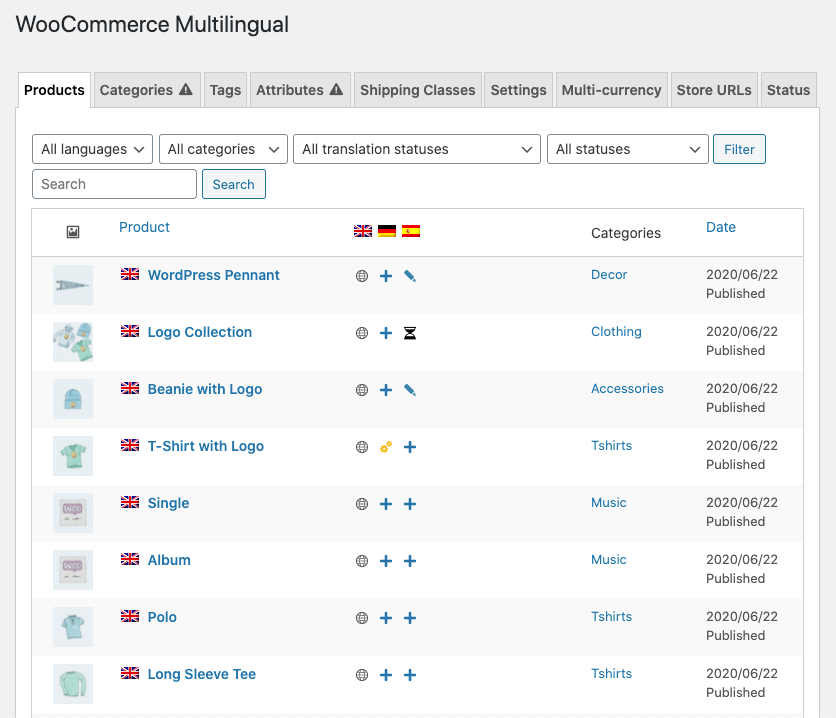 WooCommerce Multilingual
Products Categories Tags Attributes Shipping Classes Settings Multi-currency Store URLs Status
All languages All categories All translation statuses All statuses Filter
Search Search
Product Categories Date
WordPress Pennant Decor 2020/06/22
Published
Logo Collection Clothing 2020/06/22
Published
Beanie with Logo Accessories 2020/06/22
Published
T-Shirt with Logo Tshirts 2020/06/22
Published
WOO Single Music 2020/06/22
Published
WOO Album Music 2020/06/22
Published
Polo Tshirts 2020/06/22
Published
Long Sleeve Tee Tshirts 2020/06/22
Published